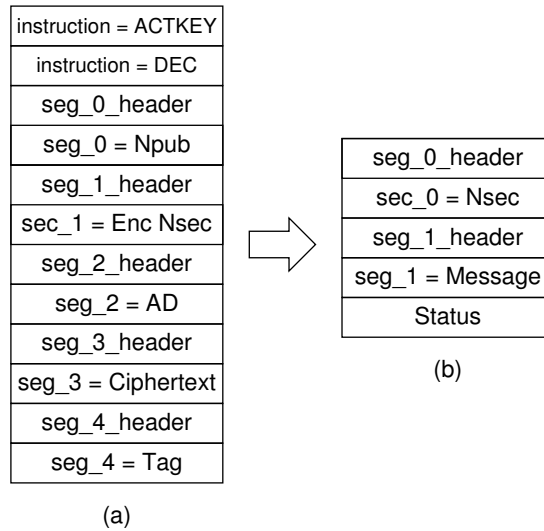 instruction = ACTKEY
instruction = DEC
seg_0_header
seg_0 = Npub
seg_1_header
sec_1 = Enc Nsec
seg_2_header
seg_2 = AD
seg_3_header
seg_3 = Ciphertext
seg_4_header
seg_4 = Tag
(a)
seg_0_header
sec_0 = Nsec
seg_1_header
seg_1 = Message
Status
(b)